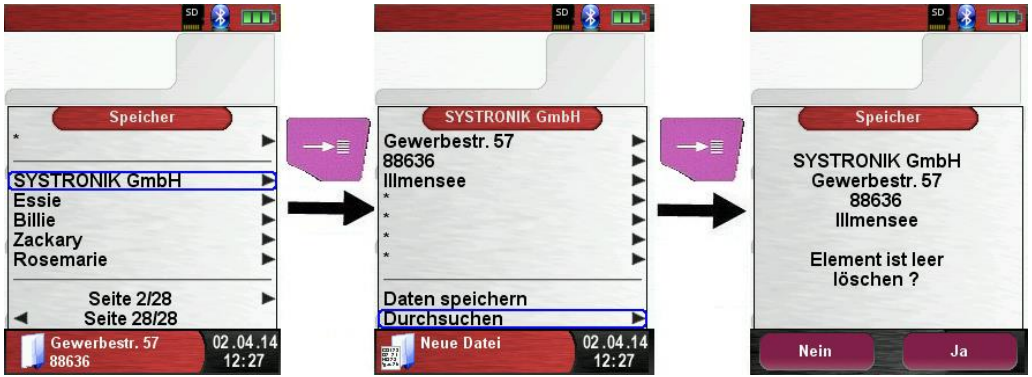 SD
Speicher
*
SYSTRONIK GmbH
Essie
Billie
Zackary
Rosemarie
Seite 2/28
Seite 28/28
Gewerbestr. 57
88636
02.04.14
12:27
SD
SYSTRONIK GmbH
Gewerbestr. 57
88636
Illmensee
*
*
*
*
Daten speichern
Durchsuchen
Neue Datei
02.04.14
12:27
SD
Speicher
SYSTRONIK GmbH
Gewerbestr. 57
88636
Illmensee
Element ist leer
löschen ?
Nein
Ja